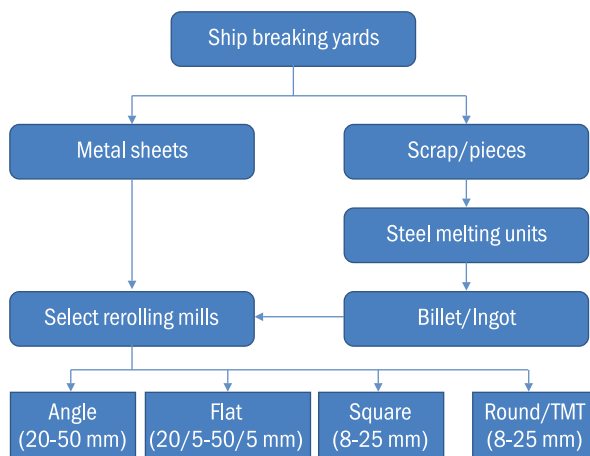 Ship breaking yards
Metal sheets
Scrap/pieces
Steel melting units
Select rerolling mills
Billet/Ingot
Angle
(20-50 mm)
Flat
(20/5-50/5 mm)
Square
(8-25 mm)
Round/TMT
(8-25 mm)